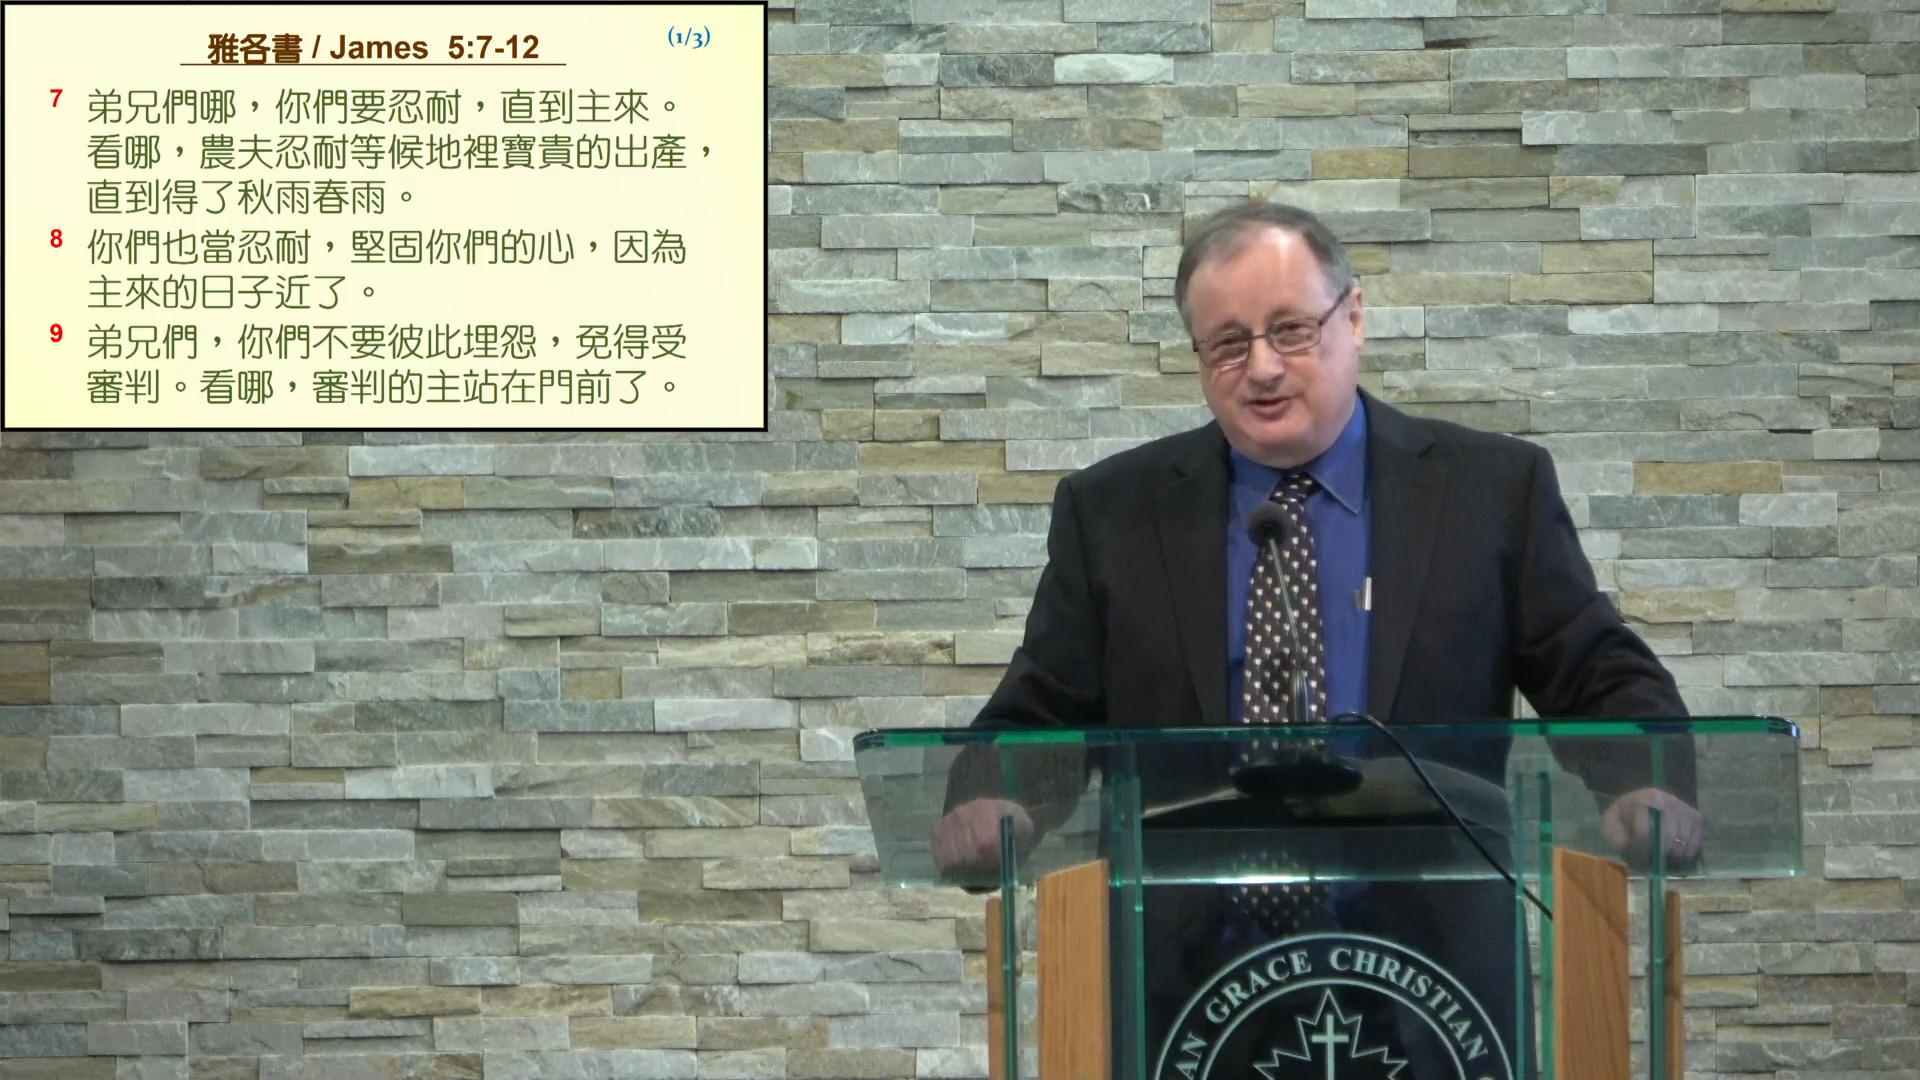 雅各書 / James 5:7-12
(1/3)
7 弟兄們哪，你們要忍耐，直到主來。
看哪，農夫忍耐等候地裡寶貴的出產，
直到得了秋雨春雨。
8 你們也當忍耐，堅固你們的心，因為
主來的日子近了。
9 弟兄們，你們不要彼此埋怨，免得受
審判。看哪，審判的主站在門前了。
GRACE CHRISTIAN